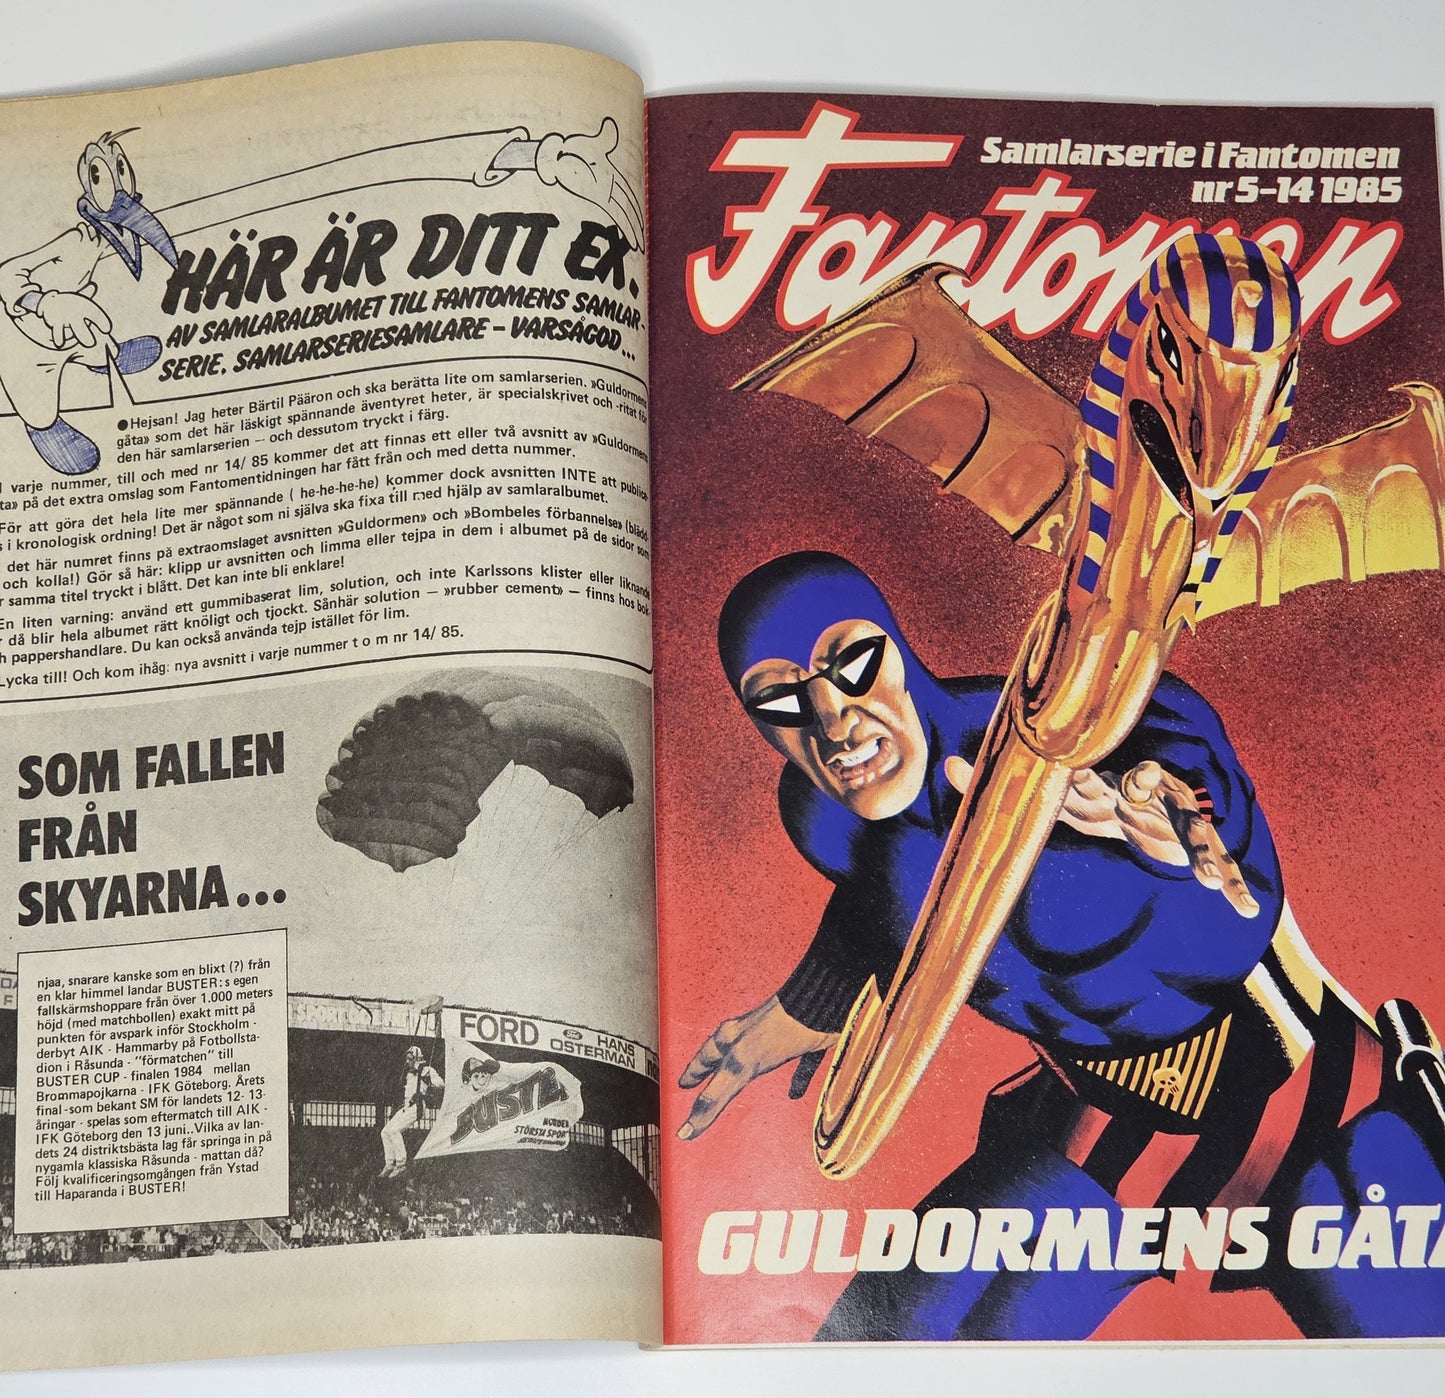 HÄR ÄR DITT EX.
AV SAMLARALBUMET TILL FANTOMENS SAMLAR-
SERIE. SAMLARSERIESAMLARE – VARSÅGOD...
●Hejsan! Jag heter Bärtil Pääron och ska berätta lite om samlarserien. »Guldormens
gåta» som det här läskigt spännande äventyret heter, är specialskrivet och -ritat för
den här samlarserien — och dessutom tryckt i färg.
varje nummer, till och med nr 14/ 85 kommer det att finnas ett eller två avsnitt av »Guldormens
på det extra omslag som Fantomentidningen har fått från och med detta nummer.
För att göra det hela lite mer spännande ( he-he-he-he) kommer dock avsnitten INTE att
i kronologisk ordning! Det är något som ni själva ska fixa till med hjälp av samlaralbumet.
det här numret finns på extraomslaget avsnitten »Guldormen» och »Bombeles förbannelse»
och kolla!) Gör så här: klipp ur avsnitten och limma eller tejpa in dem i albumet på de sidor som
samma titel tryckt i blått. Det kan inte bli enklare!
En liten varning: använd ett gummibaserat lim, solution, och inte Karlssons klister eller liknande
då blir hela albumet rätt knöligt och tjockt. Sånhär solution — »rubber cement» — finns hos bok-
pappershandlare. Du kan också använda tejp istället för lim.
Lycka till! Och kom ihåg: nya avsnitt i varje nummer t o m nr 14/ 85.
SOM FALLEN
FRÅN
SKYARNA...
njaa, snarare kanske som en blixt (?) från
en klar himmel landar BUSTER:s egen
fallskärmshoppare från över 1.000 meters
höjd (med matchbollen) exakt mitt på
punkten för avspark inför Stockholm -
derbyt AIK - Hammarby på Fotbollsta-
dion i Råsunda - "förmatchen" till
BUSTER CUP - finalen 1984 mellan
Brommapojkarna - IFK Göteborg. Årets
final -som bekant SM för landets 12- 13-
åringar - spelas som eftermatch till AIK -
IFK Göteborg den 13 juni..Vilka av lan-
dets 24 distriktsbästa lag får springa in på
nygamla klassiska Råsunda - mattan då?
Följ kvalificeringsomgången från Ystad
till Haparanda i BUSTER!
FORD
HANS
OSTERMAN
BUSTER
STÖRSTA SPORT
Samlarserie i Fantomen
nr 5–14 1985
Fantomen
GULDORMENS GÅTA